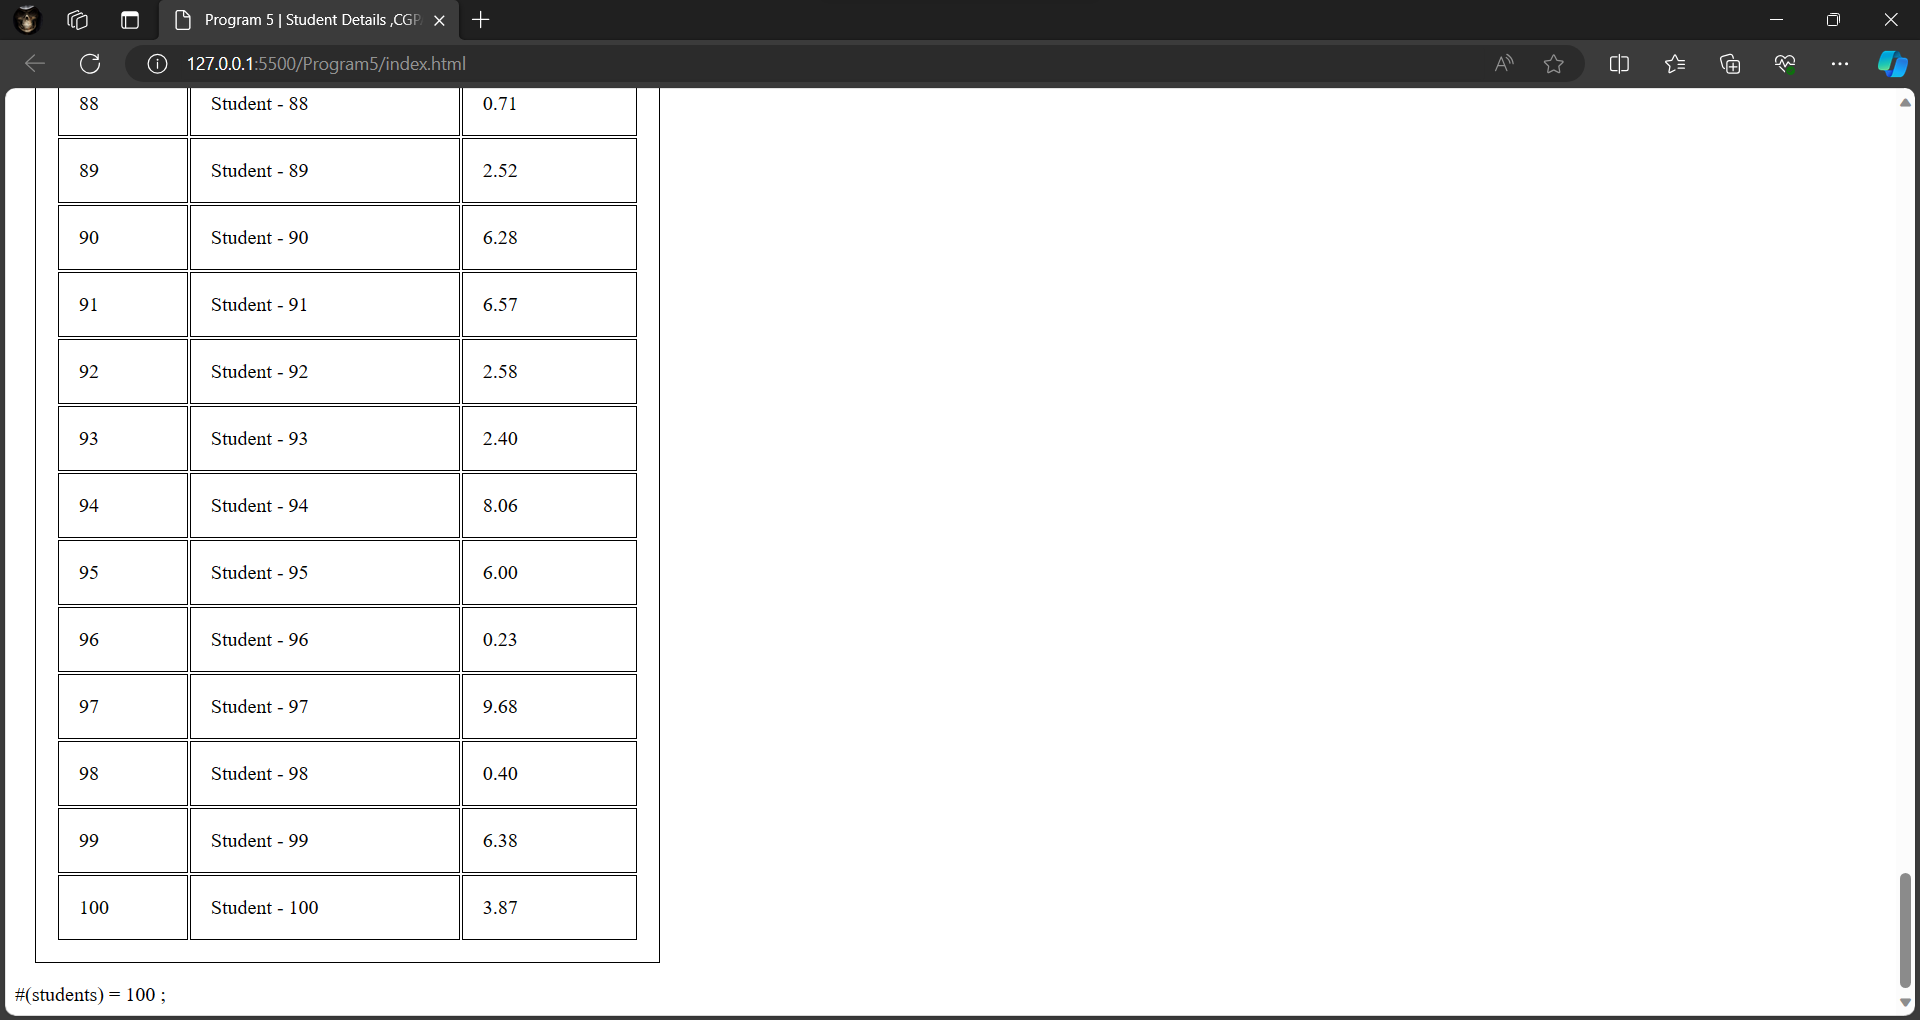 Program 5 | Student Details ,CGP
127.0.0.1:5500/Program5/index.html
88 Student - 88 0.71
89 Student - 89 2.52
90 Student - 90 6.28
91 Student - 91 6.57
92 Student - 92 2.58
93 Student - 93 2.40
94 Student - 94 8.06
95 Student - 95 6.00
96 Student - 96 0.23
97 Student - 97 9.68
98 Student - 98 0.40
99 Student - 99 6.38
100 Student - 100 3.87
#(students) = 100 ;